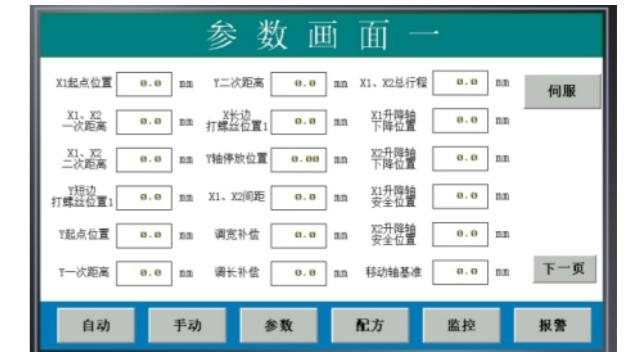 参数画面一
X1起点位置 0.0 mm Y二次距离 0.0 mm X1、X2总行程 0.0 mm 伺服
X1、X2
一次距离 0.0 mm X长边
打螺丝位置1 0.0 mm X1升降轴
下降位置 0.0 mm
X1、X2
二次距离 0.0 mm Y轴停放位置 0.00 mm X2升降轴
下降位置 0.0 mm
Y短边
打螺丝位置1 0.0 mm X1、X2间距 0.0 mm X1升降轴
安全位置 0.0 mm
Y起点位置 0.0 mm 调宽补偿 0.0 mm X2升降轴
安全位置 0.0 mm
Y一次距离 0.0 mm 调长补偿 0.0 mm 移动轴基准 0.0 mm 下一页
自动 手动 参数 配方 监控 报警